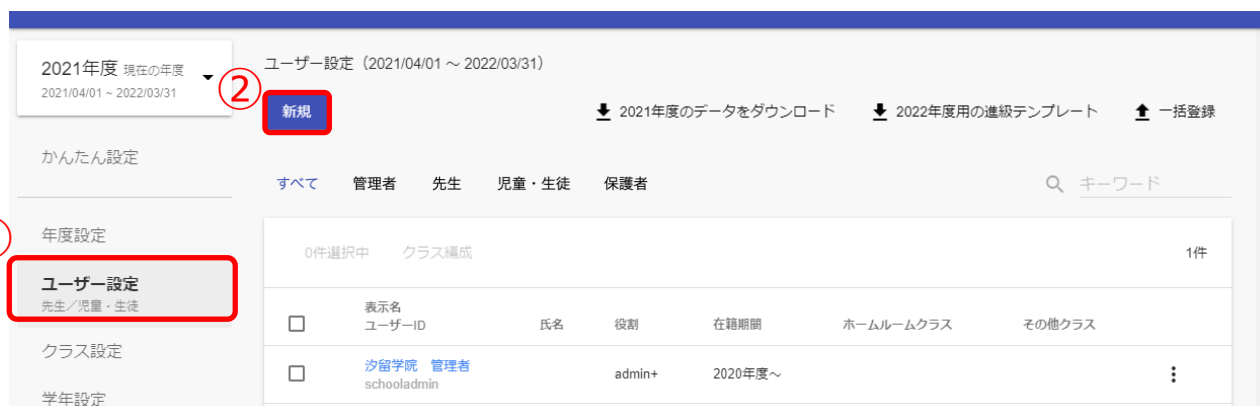 2021年度 現在の年度
2021/04/01 ~ 2022/03/31
かんたん設定
年度設定
ユーザー設定
先生／児童・生徒
クラス設定
学年設定
ユーザー設定（2021/04/01 ～ 2022/03/31）
②
新規
2021年度のデータをダウンロード
2022年度用の進級テンプレート
一括登録
すべて 管理者 先生 児童・生徒 保護者
キーワード
0件選択中 クラス編成 1件
表示名
ユーザーID 氏名 役割 在籍期間 ホームルームクラス その他クラス
汐留学院　管理者
schooladmin admin+ 2020年度～